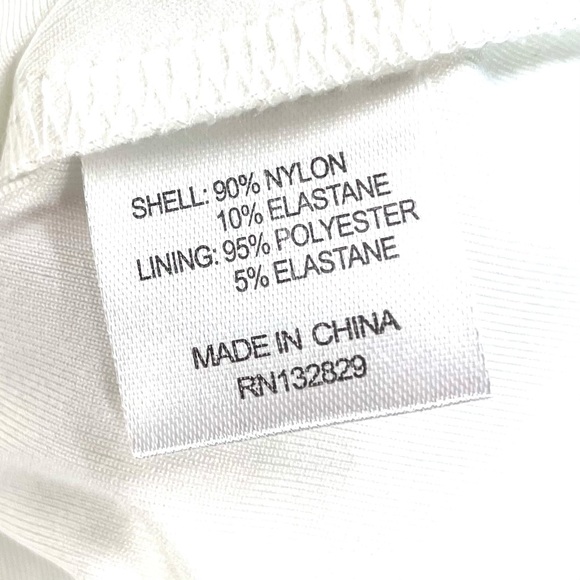 SHELL: 90% NYLON
10% ELASTANE
LINING: 95% POLYESTER
5% ELASTANE
MADE IN CHINA
RN132829